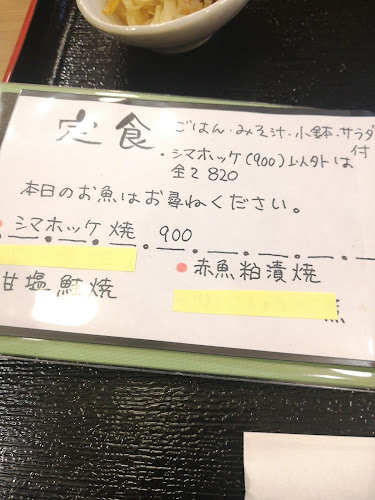 定食 ごはん・みそ汁・小鉢・サラダ付
・シマホッケ(900)以外は
全て820
本日のお魚はお尋ねください。
シマホッケ焼 900
赤魚粕漬焼
甘塩鮭焼